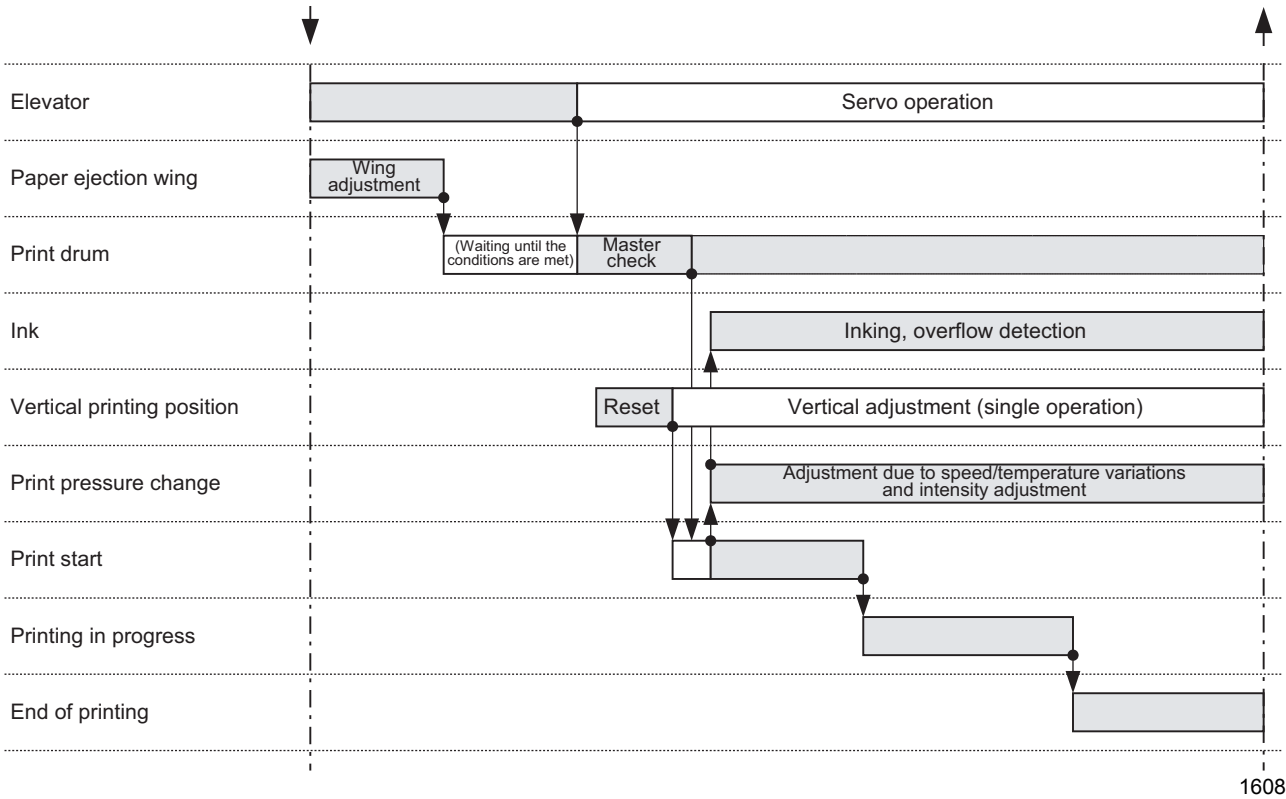 Elevator
Servo operation
Paper ejection wing
Wing
adjustment
Print drum
(Waiting until the
conditions are met)
Master
check
Ink
Inking, overflow detection
Vertical printing position
Reset
Vertical adjustment (single operation)
Print pressure change
Adjustment due to speed/temperature variations
and intensity adjustment
Print start
Printing in progress
End of printing
1608